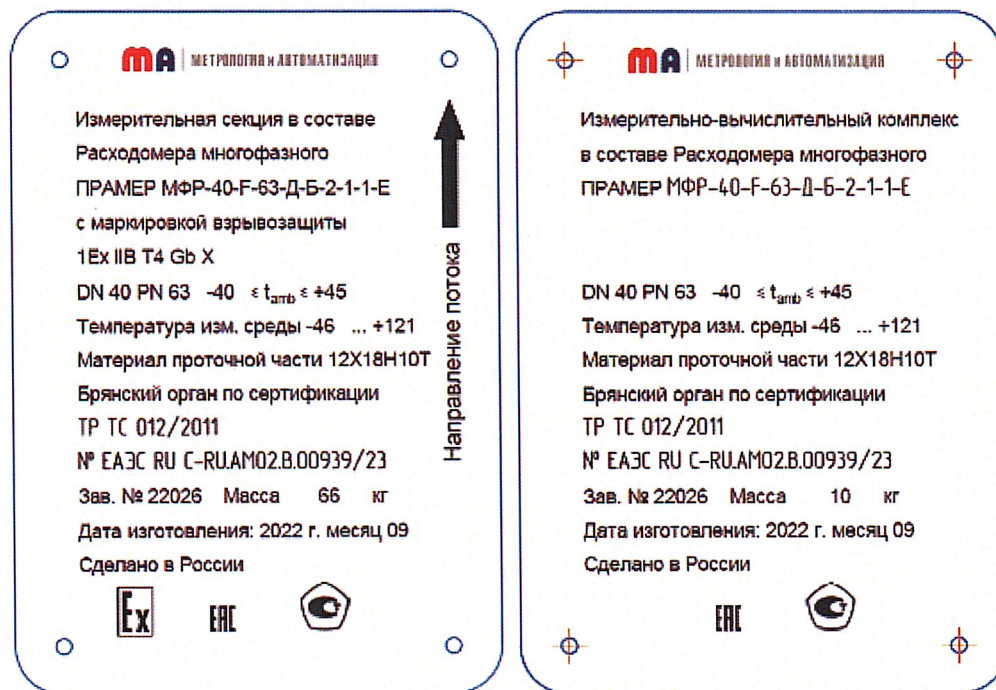 МА МЕТРОЛОГИЯ и АВТОМАТИЗАЦИЯ
Измерительная секция в составе
Расходомера многофазного
ПРАМЕР МФР-40-F-63-Д-Б-2-1-1-Е
с маркировкой взрывозащиты
1Ex IIB T4 Gb X
DN 40 PN 63 -40 ≤ tamb ≤ +45
Температура изм. среды -46 ... +121
Материал проточной части 12Х18Н10Т
Брянский орган по сертификации
ТР ТС 012/2011
№ ЕАЭС RU C-RU.АМ02.В.00939/23
Зав. № 22026 Масса 66 кг
Дата изготовления: 2022 г. месяц 09
Сделано в России
Ex EAC
Направление потока
МА МЕТРОЛОГИЯ и АВТОМАТИЗАЦИЯ
Измерительно-вычислительный комплекс
в составе Расходомера многофазного
ПРАМЕР МФР-40-F-63-Д-Б-2-1-1-Е
DN 40 PN 63 -40 ≤ tamb ≤ +45
Температура изм. среды -46 ... +121
Материал проточной части 12Х18Н10Т
Брянский орган по сертификации
ТР ТС 012/2011
№ ЕАЭС RU C-RU.АМ02.В.00939/23
Зав. № 22026 Масса 10 кг
Дата изготовления: 2022 г. месяц 09
Сделано в России
EAC